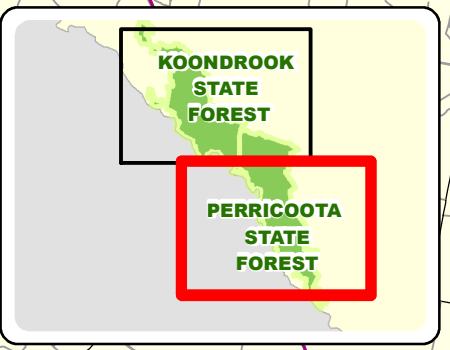 KOONDROOK
STATE
FOREST
PERRICOOTA
STATE
FOREST